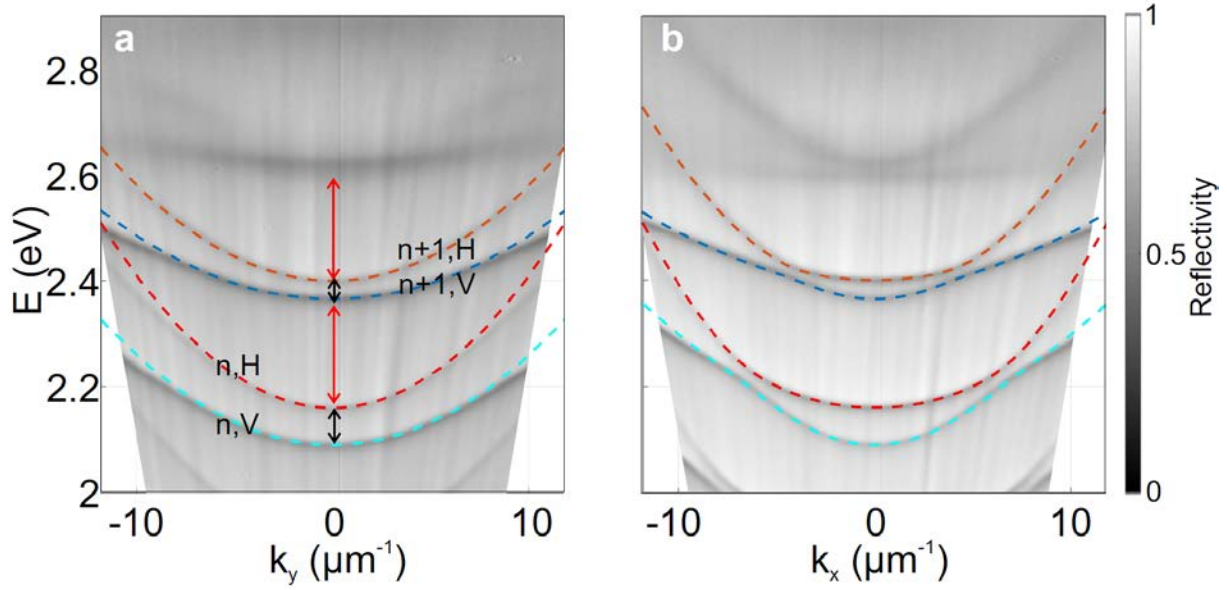 a
b
E (eV)
2.8
2.6
2.4
2.2
2
n+1,H
n+1,V
n,H
n,V
-10
0
10
k_y (μm⁻¹)
-10
0
10
k_x (μm⁻¹)
1
0.5
0
Reflectivity